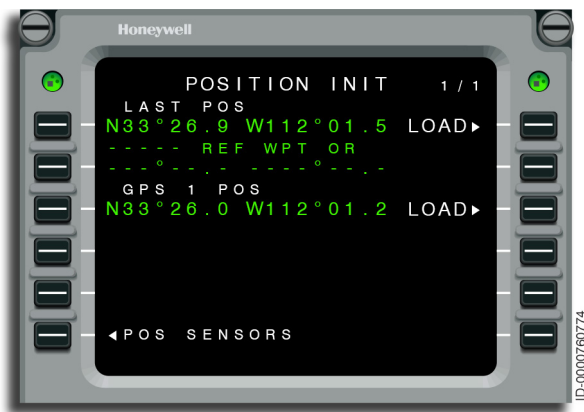 Honeywell
POSITION INIT 1 / 1
LAST POS
N33°26.9 W112°01.5 LOAD▶
----- REF WPT OR
---°--.- ----°--.-
GPS 1 POS
N33°26.0 W112°01.2 LOAD▶
◀POS SENSORS
ID-0000760774